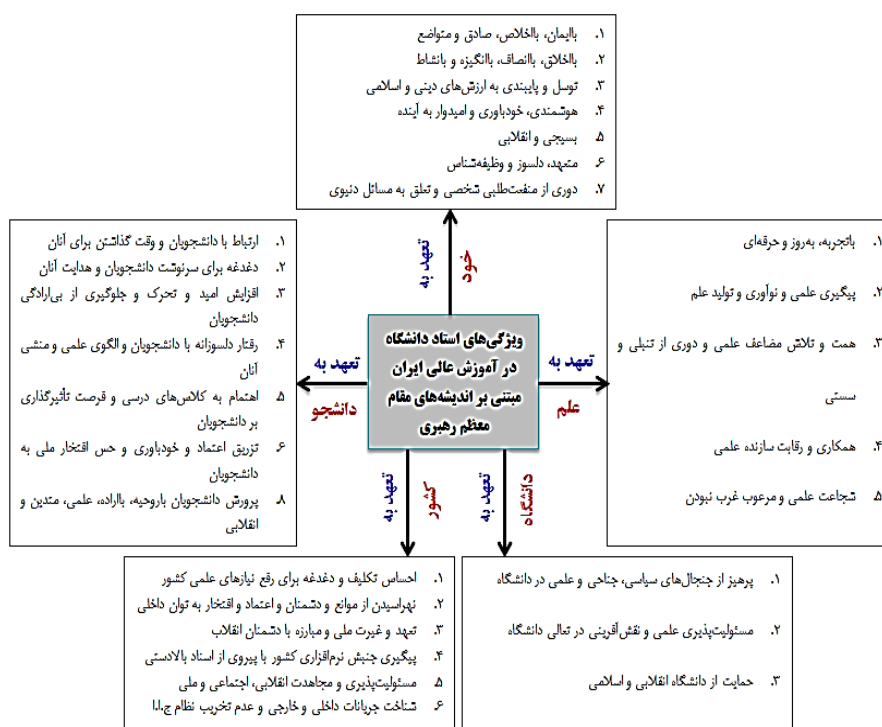 ۱. باایمان، بااخلاص، صادق و متواضع
۲. بااخلاق، باانصاف، باانگیزه و بانشاط
۳. توسل و پایبندی به ارزش‌های دینی و اسلامی
۴. هوشمندی، خودباوری و امیدوار به آینده
۵. بسیجی و انقلابی
۶. متعهد، دلسوز و وظیفه‌شناس
۷. دوری از منفعت‌طلبی شخصی و تعلق به مسائل دنیوی
تعهد به
خود
۱. باتجربه، به‌روز و حرفه‌ای
۲. پیگیری علمی و نوآوری و تولید علم
۳. همت و تلاش مضاعف علمی و دوری از تنبلی و
سستی
۴. همکاری و رقابت سازنده علمی
۵. شجاعت علمی و مرعوب غرب نبودن
تعهد به
علم
ویژگی‌های استاد دانشگاه
در آموزش عالی ایران
مبتنی بر اندیشه‌های مقام
معظم رهبری
تعهد به
دانشجو
۱. ارتباط با دانشجویان و وقت گذاشتن برای آنان
۲. دغدغه برای سرنوشت دانشجویان و هدایت آنان
۳. افزایش امید و تحرک و جلوگیری از بی‌ارادگی
دانشجویان
۴. رفتار دلسوزانه با دانشجویان و الگوی علمی و منشی
آنان
۵. اهتمام به کلاس‌های درسی و فرصت تأثیرگذاری
بر دانشجویان
۶. تزریق اعتماد و خودباوری و حس افتخار ملی به
دانشجویان
۸. پرورش دانشجویان باروحیه، بااراده، علمی، متدین و
انقلابی
تعهد به
دانشگاه
تعهد به
کشور
۱. پرهیز از جنجال‌های سیاسی، جناحی و علمی در دانشگاه
۲. مسئولیت‌پذیری علمی و نقش‌آفرینی در تعالی دانشگاه
۳. حمایت از دانشگاه انقلابی و اسلامی
۱. احساس تکلیف و دغدغه برای رفع نیازهای علمی کشور
۲. نهراسیدن از موانع و دشمنان و اعتماد و افتخار به توان داخلی
۳. تعهد و غیرت ملی و مبارزه با دشمنان انقلاب
۴. پیگیری جنبش نرم‌افزاری کشور با پیروی از اسناد بالادستی
۵. مسئولیت‌پذیری و مجاهدت انقلابی، اجتماعی و ملی
۶. شناخت جریانات داخلی و خارجی و عدم تخریب نظام ج.ا.ا